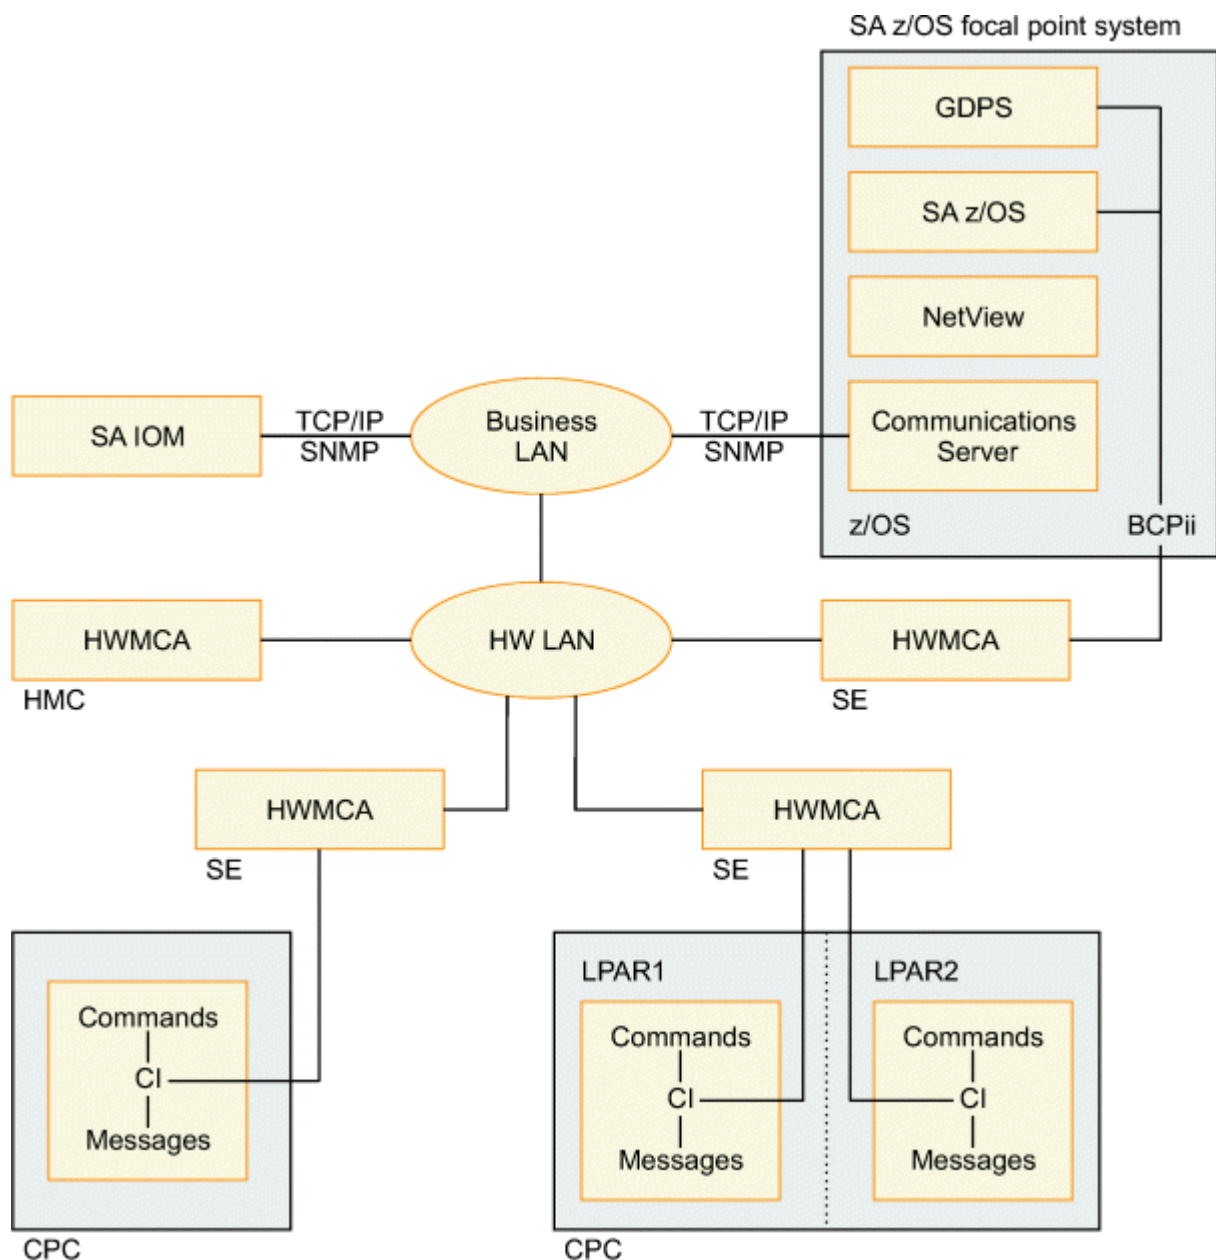 SA z/OS focal point system
GDPS
SA z/OS
NetView
Communications
Server
z/OS
BCPii
SA IOM
TCP/IP
SNMP
Business
LAN
TCP/IP
SNMP
HWMCA
HMC
HW LAN
HWMCA
SE
HWMCA
SE
HWMCA
SE
Commands
CI
Messages
CPC
LPAR1
Commands
CI
Messages
LPAR2
Commands
CI
Messages
CPC